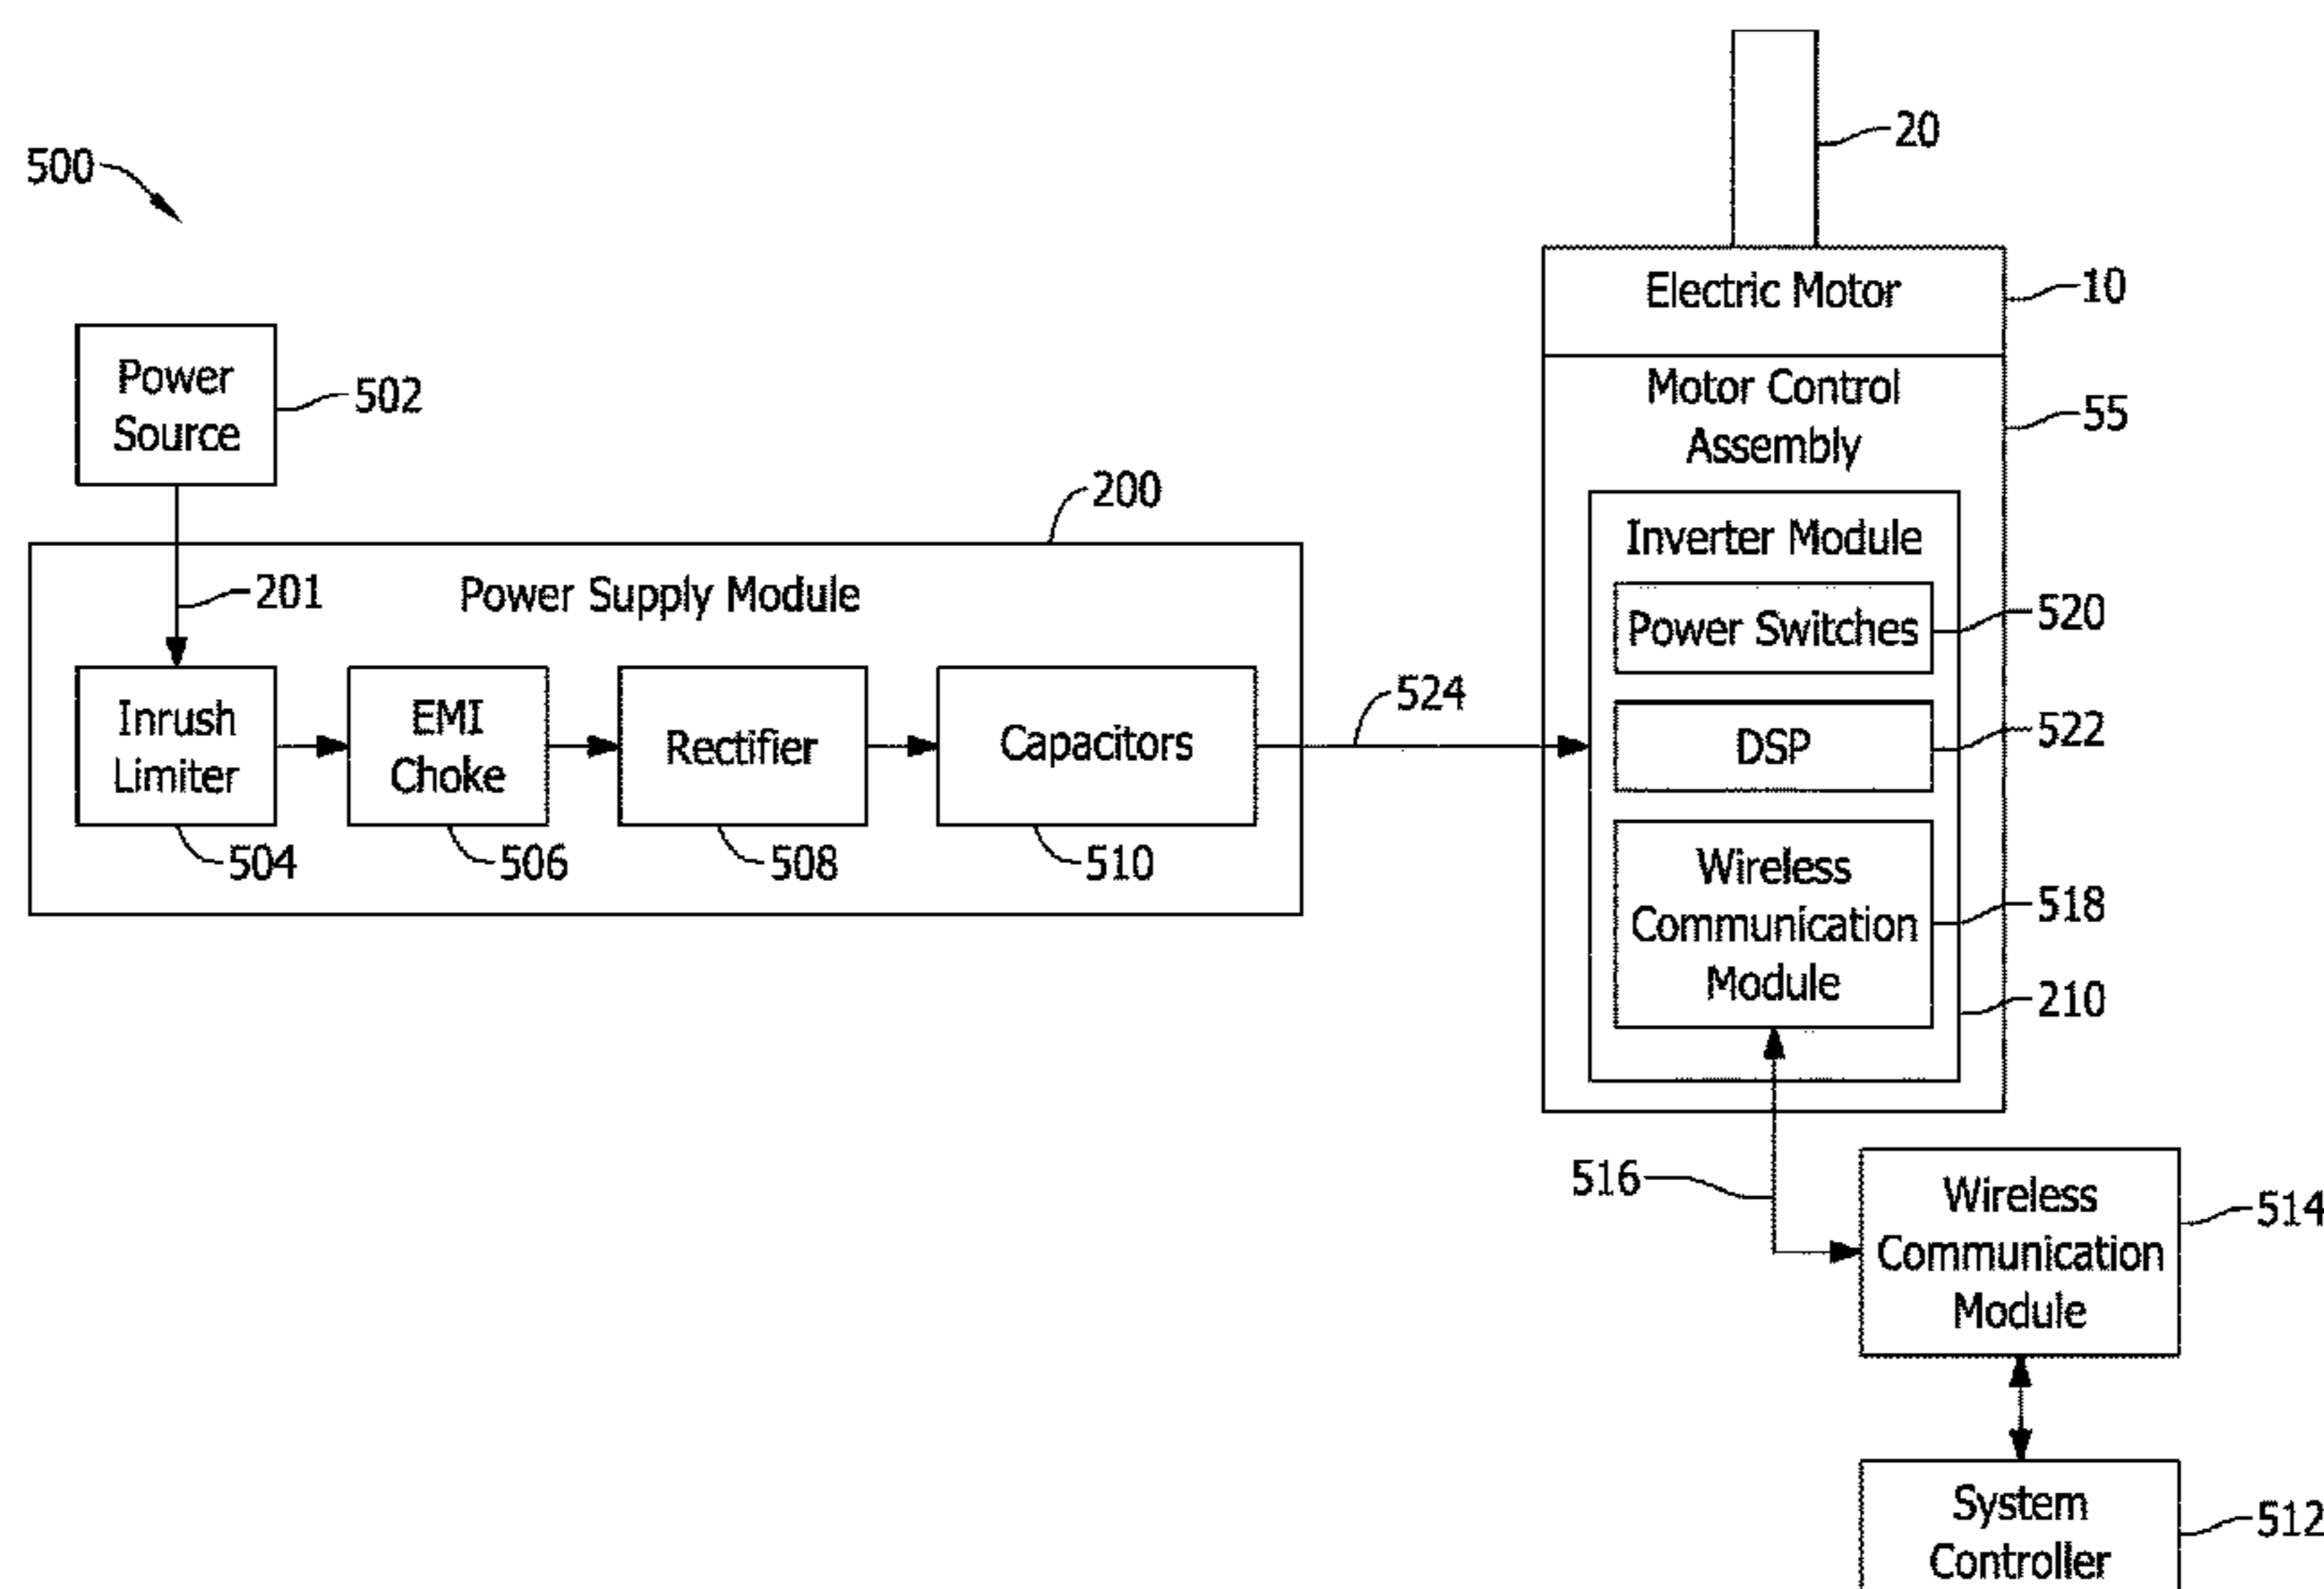 20
500
Electric Motor
10
Power
Source
502
Motor Control
Assembly
55
200
Power Supply Module
201
Inverter Module
Power Switches
520
Inrush
Limiter
EMI
Choke
Rectifier
Capacitors
524
DSP
522
504
506
508
510
Wireless
Communication
Module
518
210
516
Wireless
Communication
Module
514
System
Controller
512